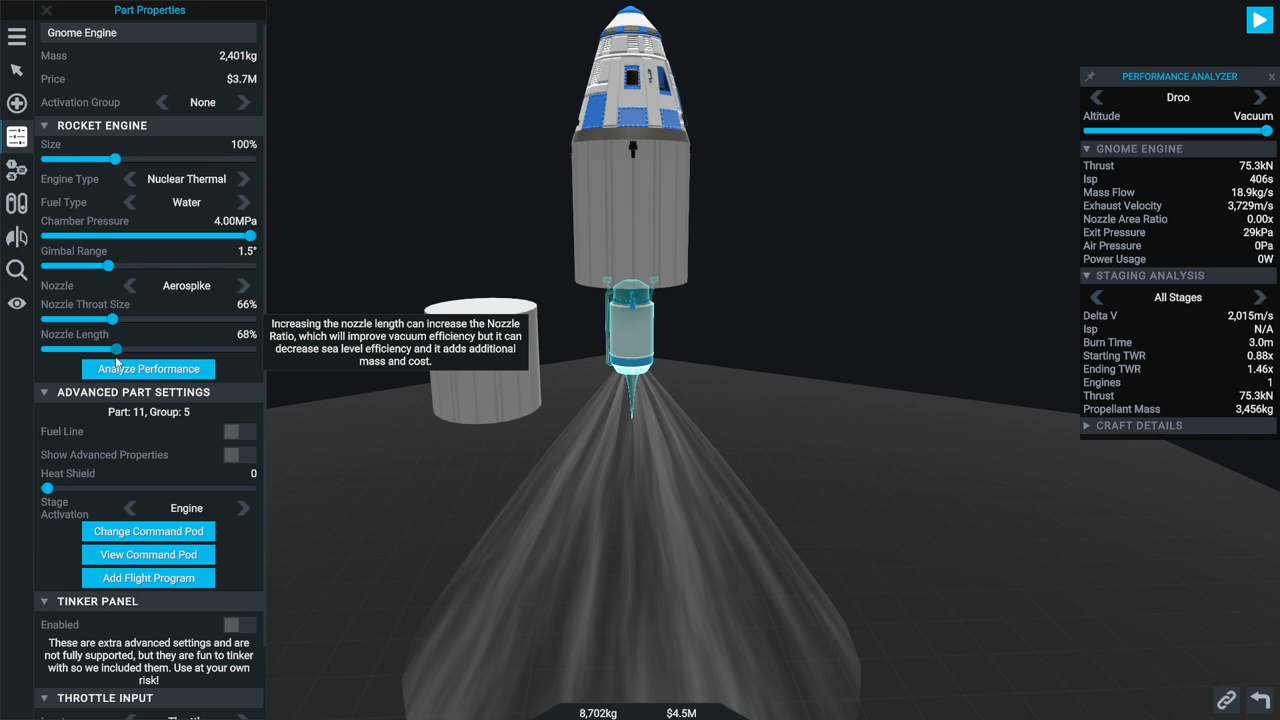 Part Properties
Gnome Engine
Mass 2,401kg
Price $3.7M
Activation Group None
ROCKET ENGINE
Size 100%
Engine Type Nuclear Thermal
Fuel Type Water
Chamber Pressure 4.00MPa
Gimbal Range 1.5°
Nozzle Aerospike
Nozzle Throat Size 66%
Nozzle Length 68%
Analyze Performance
ADVANCED PART SETTINGS
Part: 11, Group: 5
Fuel Line
Show Advanced Properties
Heat Shield 0
Stage
Activation
Engine
Change Command Pod
View Command Pod
Add Flight Program
TINKER PANEL
Enabled
These are extra advanced settings and are
not fully supported, but they are fun to tinker
with so we included them. Use at your own
risk!
THROTTLE INPUT
Increasing the nozzle length can increase the Nozzle
Ratio, which will improve vacuum efficiency but it can
decrease sea level efficiency and it adds additional
mass and cost.
8,702kg $4.5M
PERFORMANCE ANALYZER
Droo
Altitude Vacuum
GNOME ENGINE
Thrust 75.3kN
Isp 406s
Mass Flow 18.9kg/s
Exhaust Velocity 3,729m/s
Nozzle Area Ratio 0.00x
Exit Pressure 29kPa
Air Pressure 0Pa
Power Usage 0W
STAGING ANALYSIS
All Stages
Delta V 2,015m/s
Isp N/A
Burn Time 3.0m
Starting TWR 0.88x
Ending TWR 1.46x
Engines 1
Thrust 75.3kN
Propellant Mass 3,456kg
CRAFT DETAILS